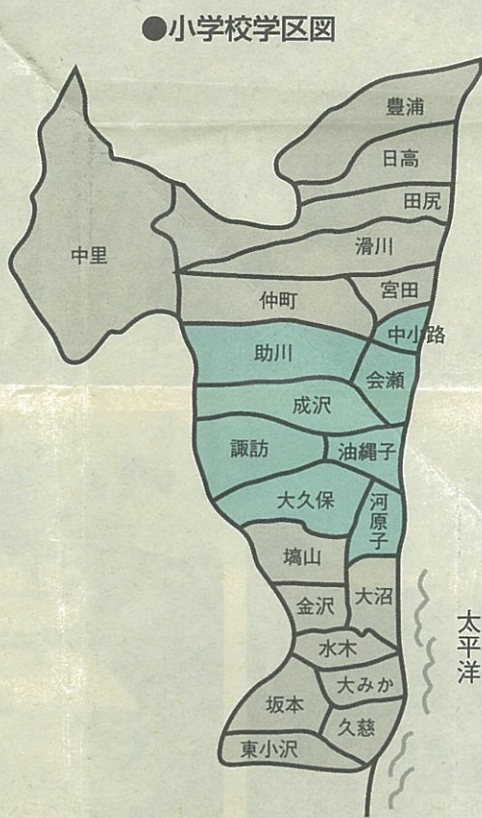 ●小学校学区図
豊浦
日高
田尻
滑川
中里
宮田
仲町
中小路
助川
会瀬
成沢
諏訪
油縄子
大久保
河原子
塙山
大沼
金沢
太平洋
水木
大みか
坂本
久慈
東小沢